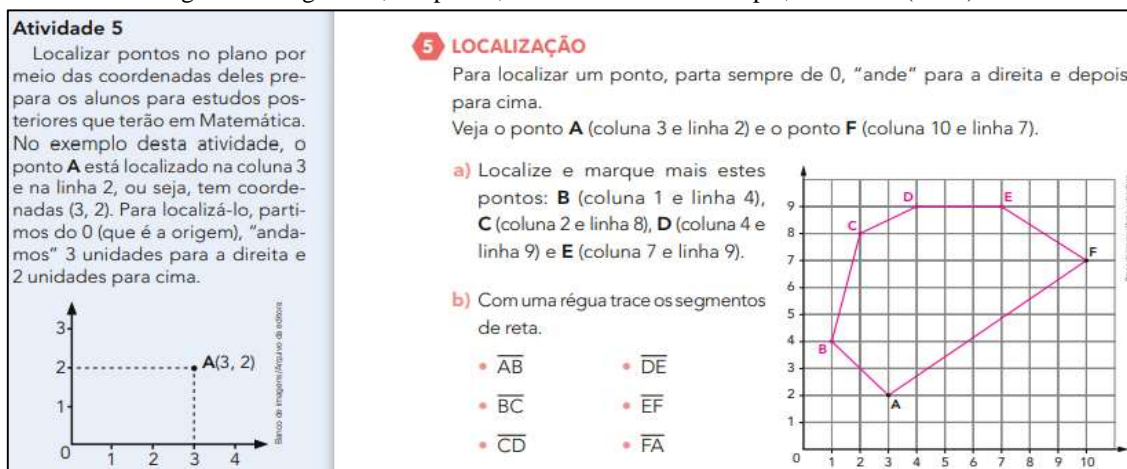 Atividade 5
Localizar pontos no plano por
meio das coordenadas deles pre-
para os alunos para estudos pos-
teriores que terão em Matemática.
No exemplo desta atividade, o
ponto A está localizado na coluna 3
e na linha 2, ou seja, tem coorde-
nadas (3, 2). Para localizá-lo, parti-
mos do 0 (que é a origem), “anda-
mos” 3 unidades para a direita e
2 unidades para cima.
3
2
1
0
1 2 3 4
A(3, 2)
Banco de imagens/Arquivo da editora
5 LOCALIZAÇÃO
Para localizar um ponto, parta sempre de 0, “ande” para a direita e depois
para cima.
Veja o ponto A (coluna 3 e linha 2) e o ponto F (coluna 10 e linha 7).
a) Localize e marque mais estes
pontos: B (coluna 1 e linha 4),
C (coluna 2 e linha 8), D (coluna 4 e
linha 9) e E (coluna 7 e linha 9).
b) Com uma régua trace os segmentos
de reta.
• AB • DE
• BC • EF
• CD • FA
D E
9
C
8
F
7
6
5
4
B
3
2
A
1
0 1 2 3 4 5 6 7 8 9 10